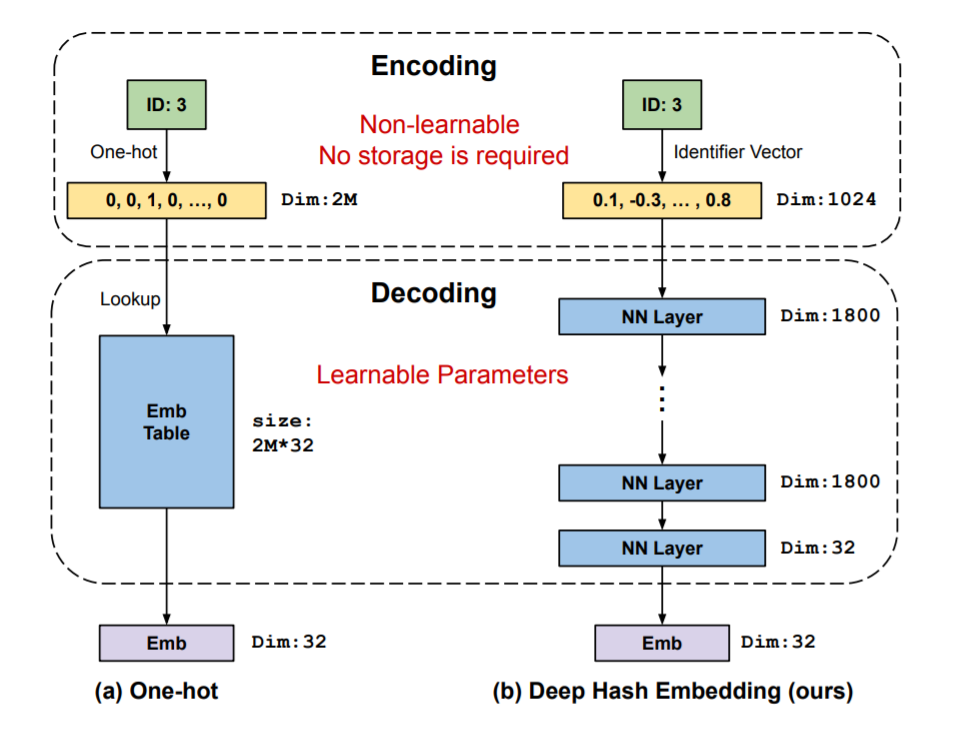 Encoding
ID: 3
ID: 3
One-hot
Non-learnable
No storage is required
Identifier Vector
0, 0, 1, 0, ..., 0
Dim:2M
0.1, -0.3, ... , 0.8
Dim:1024
Decoding
Lookup
NN Layer
Dim:1800
Learnable Parameters
⋮
Emb
Table
size:
2M*32
NN Layer
Dim:1800
NN Layer
Dim:32
Emb
Dim:32
Emb
Dim:32
(a) One-hot
(b) Deep Hash Embedding (ours)